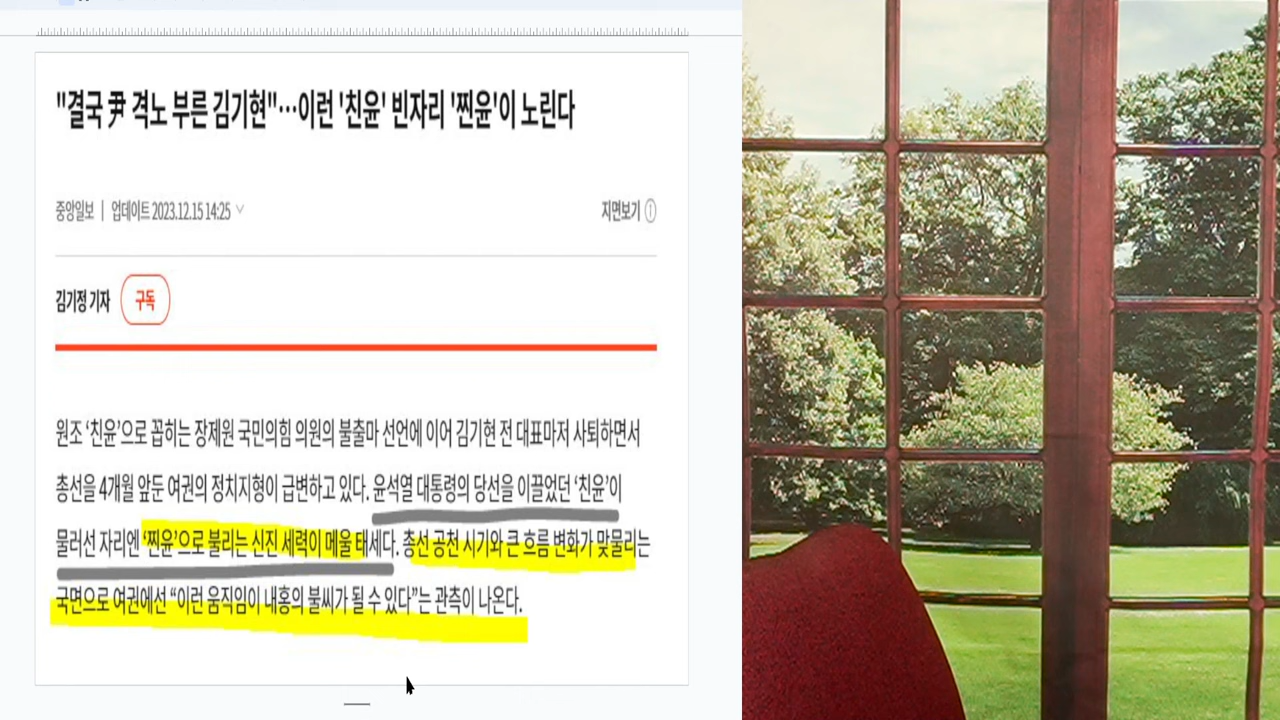 "결국 尹 격노 부른 김기현"…이런 '친윤' 빈자리 '찐윤'이 노린다
중앙일보 | 업데이트 2023.12.15 14:25
지면보기
김기정 기자 구독
원조 ‘친윤’으로 꼽히는 장제원 국민의힘 의원의 불출마 선언에 이어 김기현 전 대표마저 사퇴하면서
총선을 4개월 앞둔 여권의 정치지형이 급변하고 있다. 윤석열 대통령의 당선을 이끌었던 ‘친윤’이
물러선 자리엔 ‘찐윤’으로 불리는 신진 세력이 메울 태세다. 총선 공천 시기와 큰 흐름 변화가 맞물리는
국면으로 여권에선 “이런 움직임이 내홍의 불씨가 될 수 있다”는 관측이 나온다.